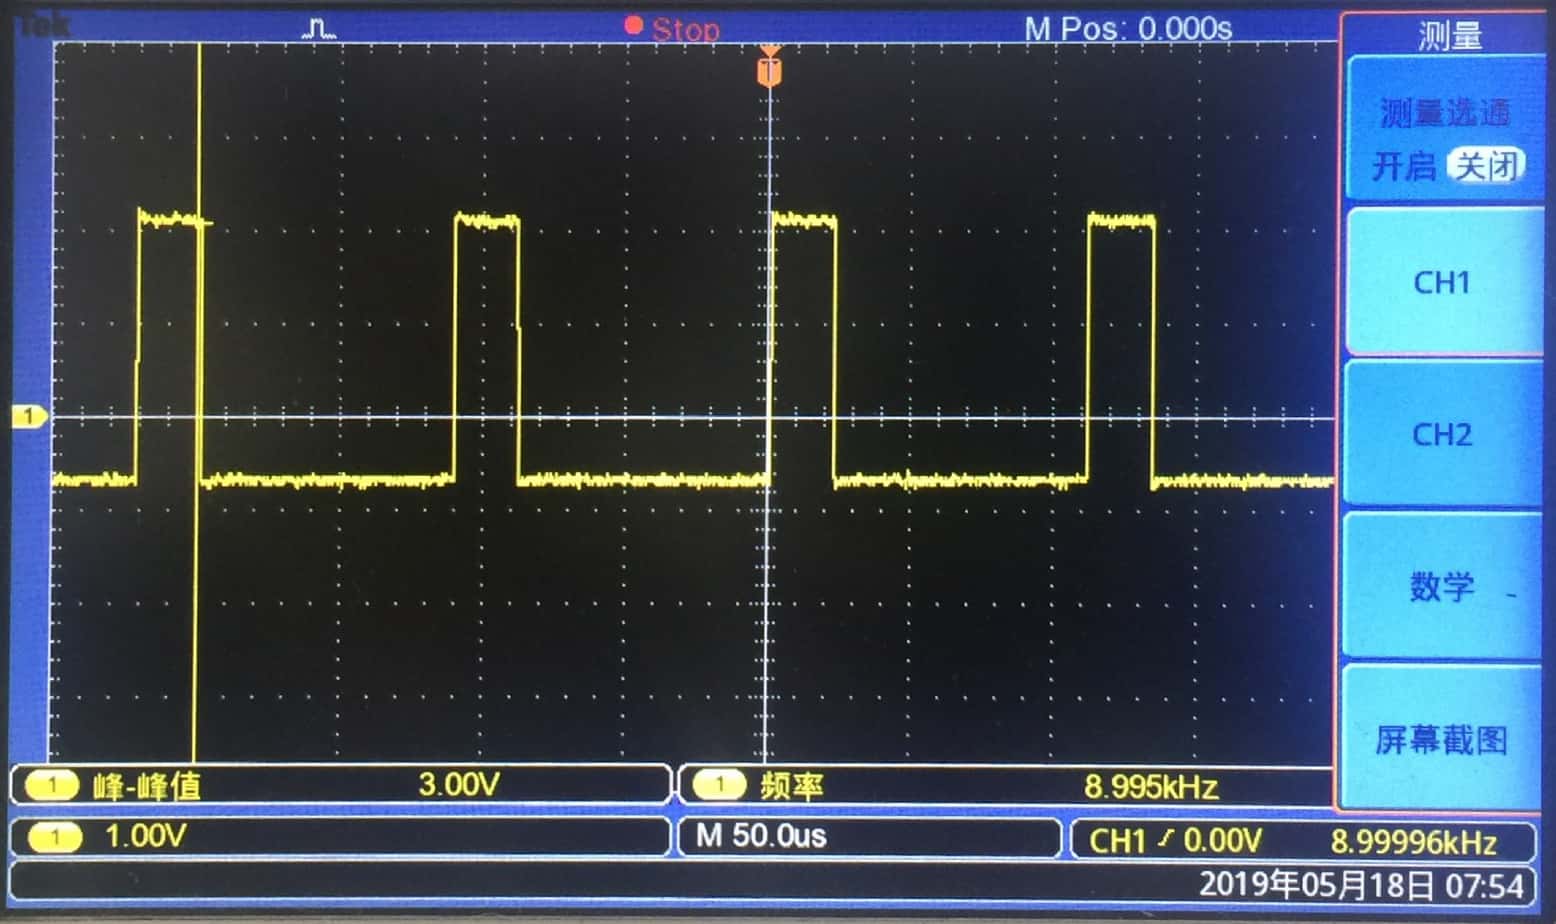 Tek
Stop
M Pos: 0.000s
测量
T
测量选通
开启 关闭
CH1
1
CH2
数学
屏幕截图
1 峰-峰值 3.00V
1 频率 8.995kHz
1 1.00V
M 50.0us
CH1 0.00V 8.99996kHz
2019年05月18日 07:54